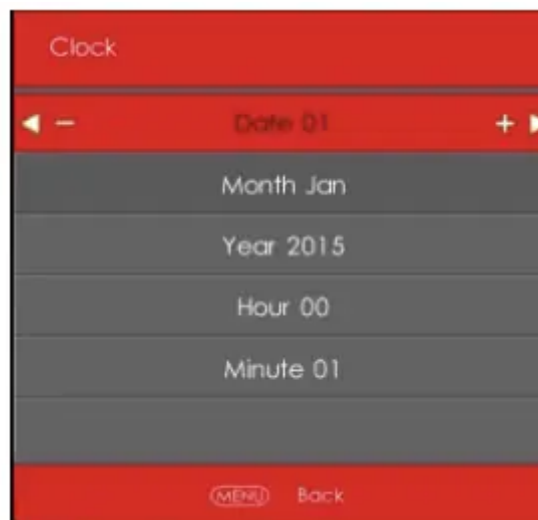 Clock
− Date 01 +
Month Jan
Year 2015
Hour 00
Minute 01
MENU Back